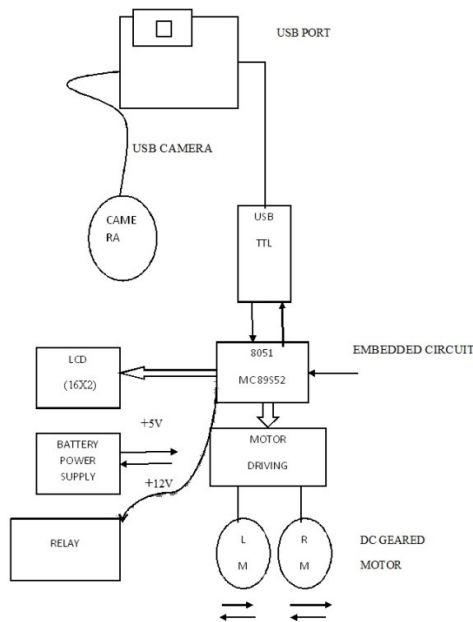 USB PORT
USB CAMERA
CAME
RA
USB
TTL
8051
MC89S52
EMBEDDED CIRCUIT
LCD
(16X2)
+5V
BATTERY
POWER
SUPPLY
MOTOR
DRIVING
+12V
RELAY
L
M
R
M
DC GEARED
MOTOR